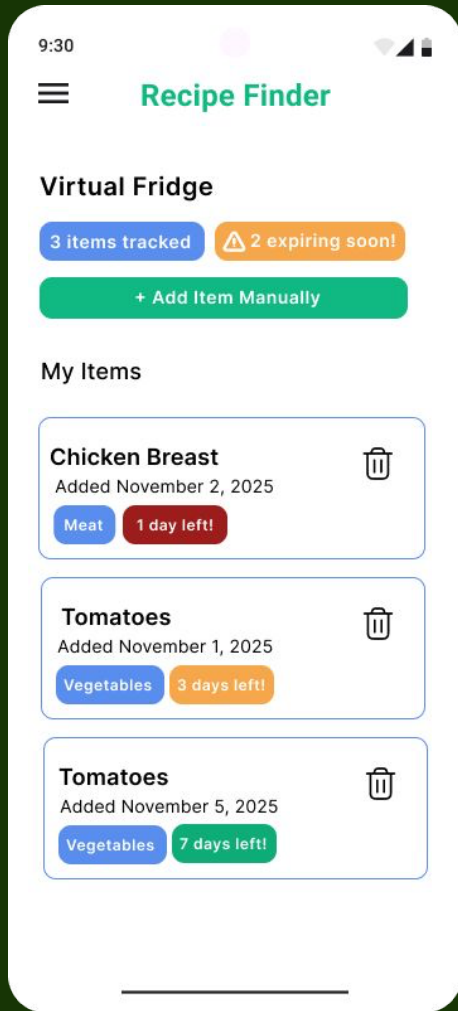 9:30
Recipe Finder
Virtual Fridge
3 items tracked 2 expiring soon!
+ Add Item Manually
My Items
Chicken Breast
Added November 2, 2025
Meat 1 day left!
Tomatoes
Added November 1, 2025
Vegetables 3 days left!
Tomatoes
Added November 5, 2025
Vegetables 7 days left!